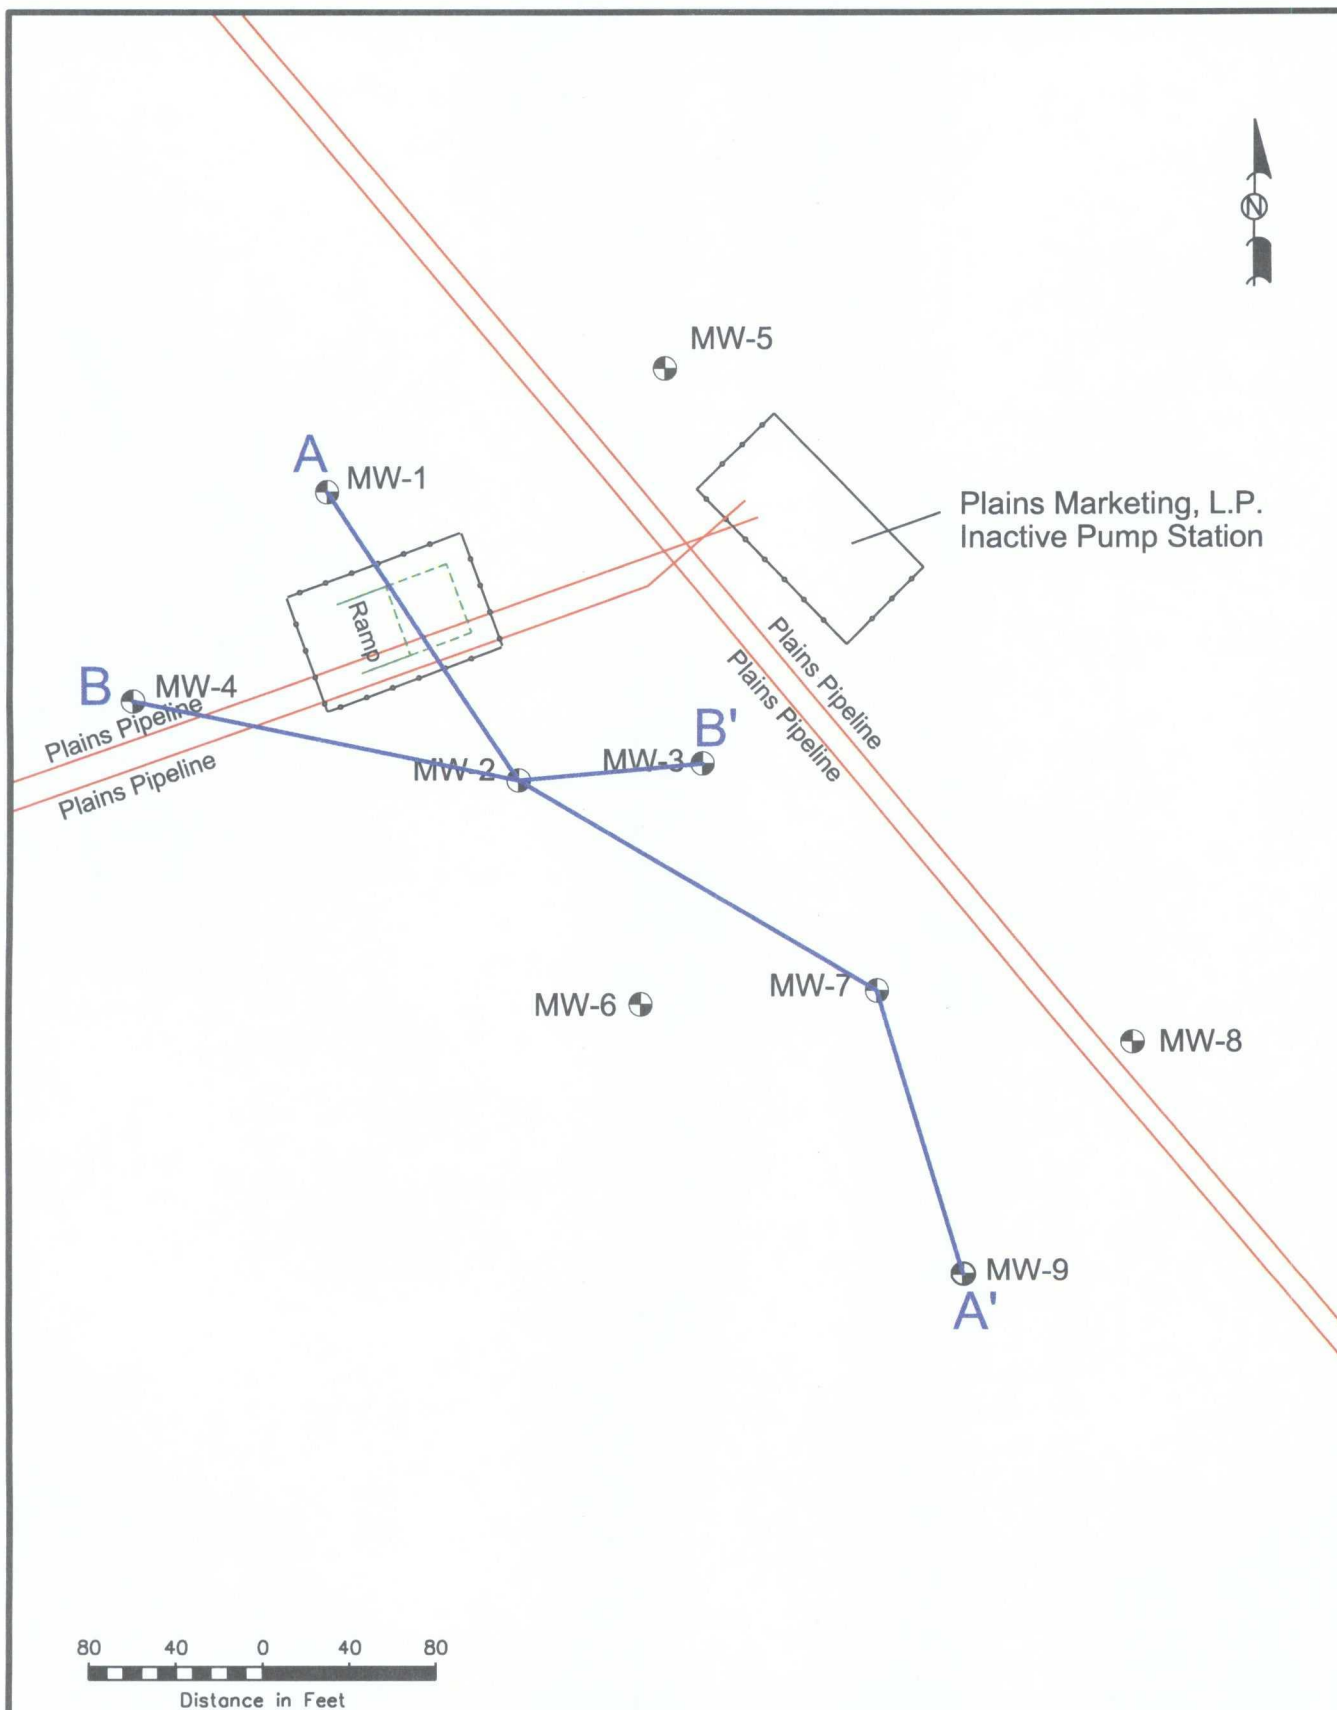 N
MW-5
A
MW-1
Plains Marketing, L.P.
Inactive Pump Station
Ramp
B
MW-4
Plains Pipeline
Plains Pipeline
Plains Pipeline
Plains Pipeline
MW-2
MW-3
B'
MW-7
MW-6
MW-8
MW-9
A'
80 40 0 40 80
Distance in Feet